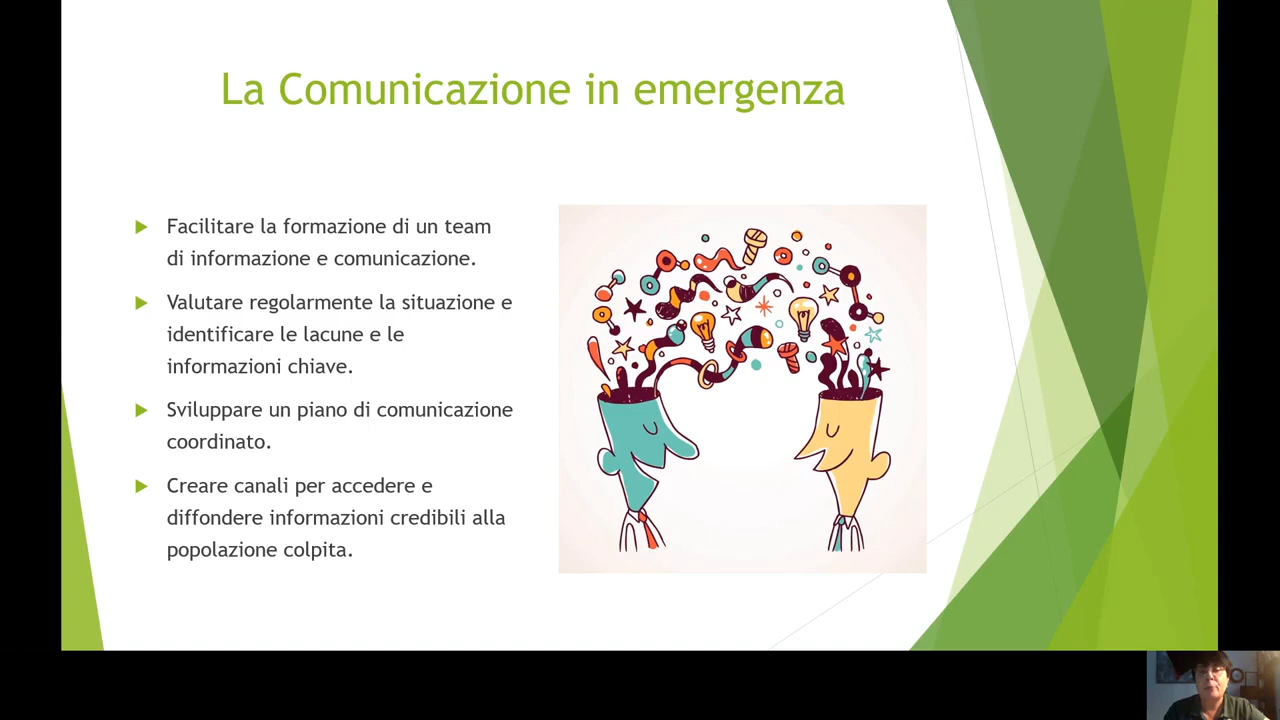 La Comunicazione in emergenza
Facilitare la formazione di un team
di informazione e comunicazione.
Valutare regolarmente la situazione e
identificare le lacune e le
informazioni chiave.
Sviluppare un piano di comunicazione
coordinato.
Creare canali per accedere e
diffondere informazioni credibili alla
popolazione colpita.